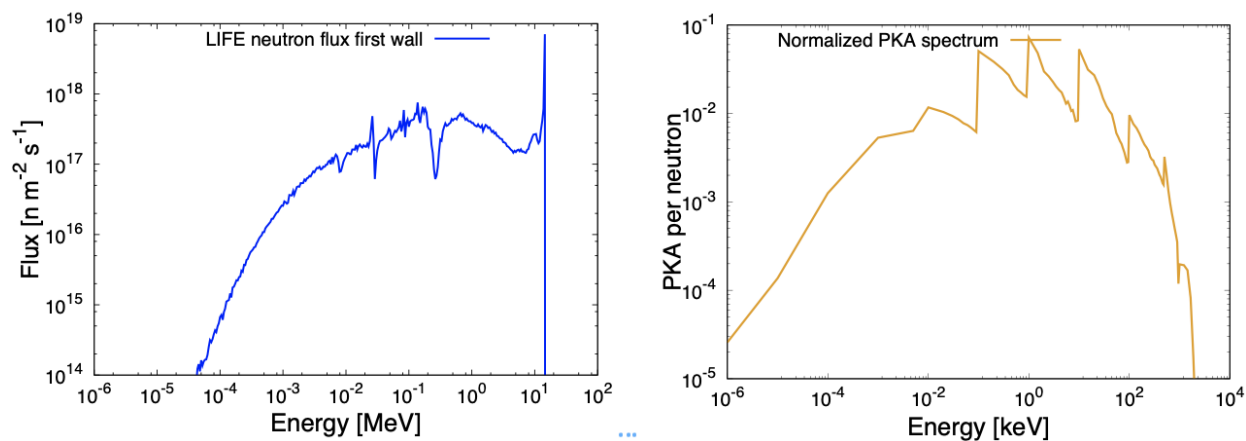 10^19
10^18
10^17
10^16
10^15
10^14
Flux [n m^-2 s^-1]
LIFE neutron flux first wall
10^-6 10^-5 10^-4 10^-3 10^-2 10^-1 10^0 10^1 10^2
Energy [MeV]
10^-1
10^-2
10^-3
10^-4
10^-5
PKA per neutron
Normalized PKA spectrum
10^-6 10^-4 10^-2 10^0 10^2 10^4
Energy [keV]